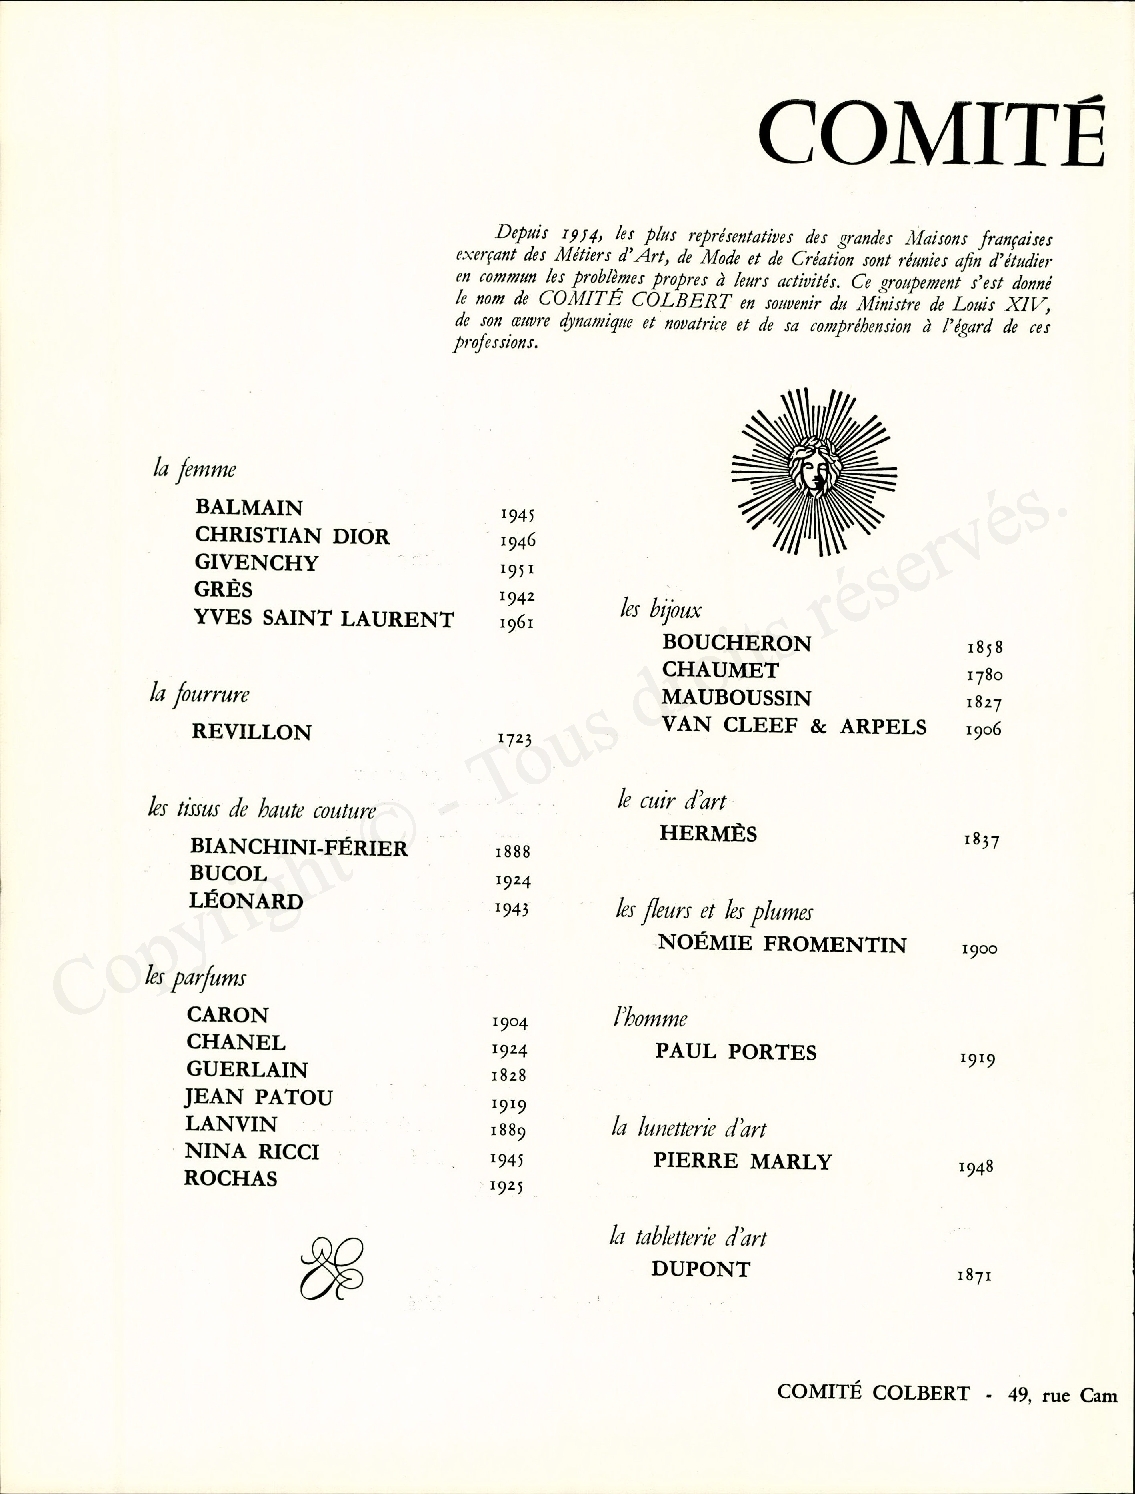 COMITÉ
Depuis 1954, les plus représentatives des grandes Maisons françaises
exerçant des Métiers d'Art, de Mode et de Création sont réunies afin d'étudier
en commun les problèmes propres à leurs activités. Ce groupement s'est donné
le nom de COMITÉ COLBERT en souvenir du Ministre de Louis XIV,
de son œuvre dynamique et novatrice et de sa compréhension à l'égard de ces
professions.
la femme
BALMAIN 1945
CHRISTIAN DIOR 1946
GIVENCHY 1951
GRÈS 1942
YVES SAINT LAURENT 1961
la fourrure
REVILLON 1723
les tissus de haute couture
BIANCHINI-FÉRIER 1888
BUCOL 1924
LÉONARD 1943
les parfums
CARON 1904
CHANEL 1924
GUERLAIN 1828
JEAN PATOU 1919
LANVIN 1889
NINA RICCI 1945
ROCHAS 1925
les bijoux
BOUCHERON 1858
CHAUMET 1780
MAUBOUSSIN 1827
VAN CLEEF & ARPELS 1906
le cuir d'art
HERMÈS 1837
les fleurs et les plumes
NOÉMIE FROMENTIN 1900
l'homme
PAUL PORTES 1919
la lunetterie d'art
PIERRE MARLY 1948
la tabletterie d'art
DUPONT 1871
COMITÉ COLBERT - 49, rue Cam
Copyright © - Tous droits réservés.